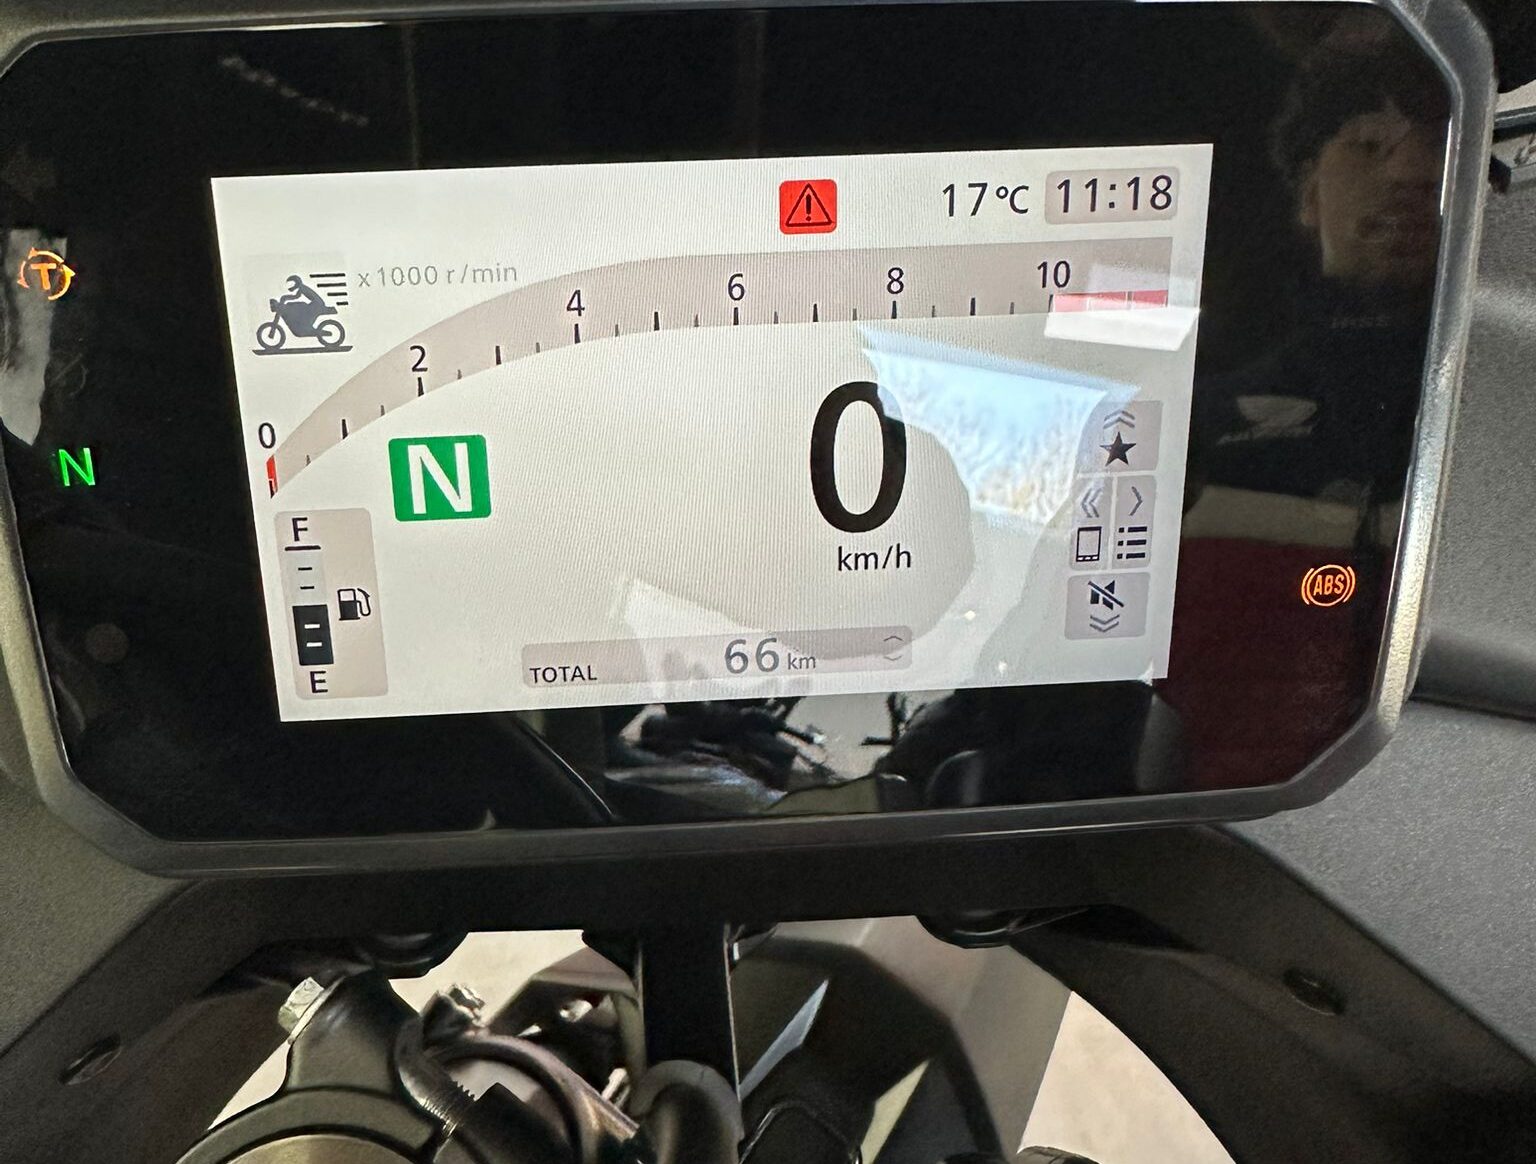 17°C 11:18
x1000 r/min
0 2 4 6 8 10
T
N
N
0
km/h
F
E
ABS
TOTAL 66 km